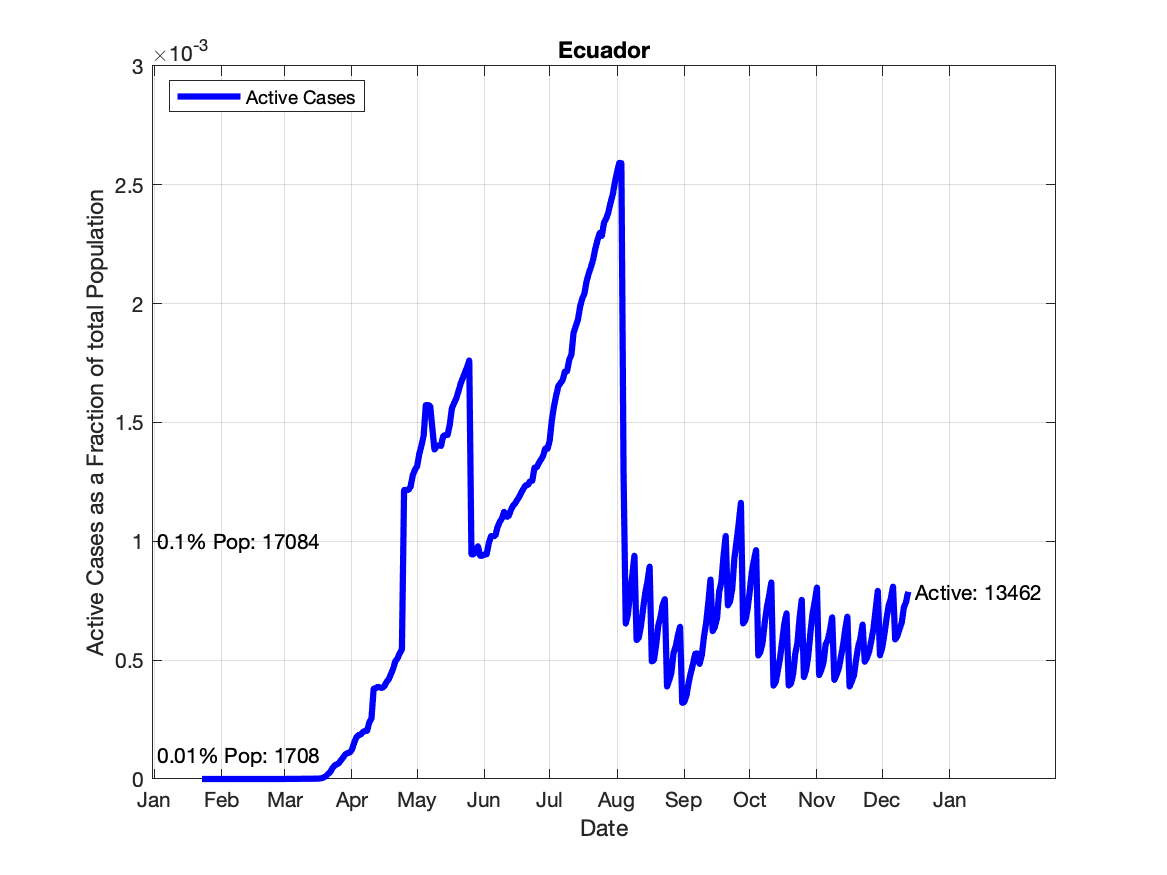 Ecuador
×10-3
3
2.5
2
1.5
1
0.5
0
Active Cases
0.1% Pop: 17084
0.01% Pop: 1708
Active: 13462
Active Cases as a Fraction of total Population
Jan Feb Mar Apr May Jun Jul Aug Sep Oct Nov Dec Jan
Date